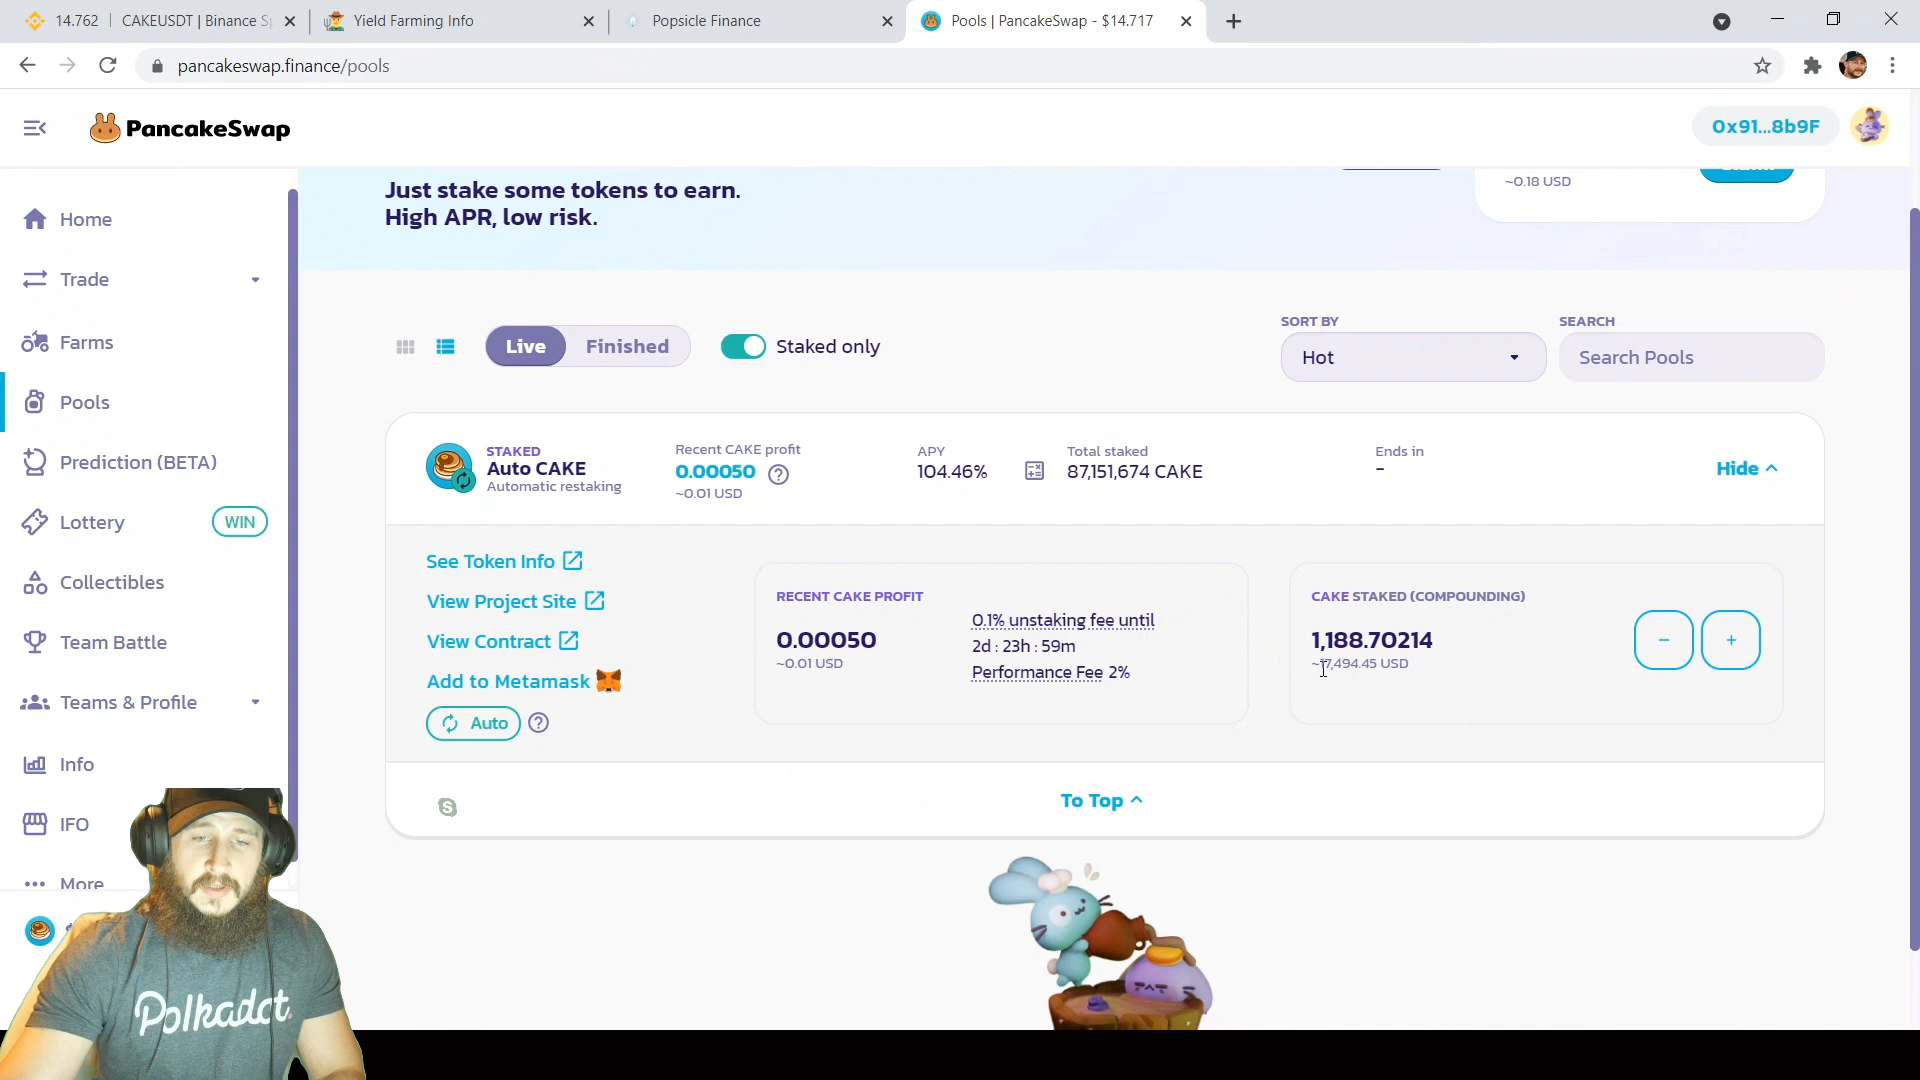 14.762 | CAKEUSDT | Binance Sp
Yield Farming Info
Popsicle Finance
Pools | PancakeSwap - $14.717
pancakeswap.finance/pools
PancakeSwap
0x91...8b9F
Just stake some tokens to earn.
High APR, low risk.
~0.18 USD
Home
Trade
Farms
Pools
Prediction (BETA)
Lottery
WIN
Collectibles
Team Battle
Teams & Profile
Info
IFO
More
Live
Finished
Staked only
SORT BY
Hot
SEARCH
Search Pools
STAKED
Auto CAKE
Automatic restaking
Recent CAKE profit
0.00050
~0.01 USD
APY
104.46%
Total staked
87,151,674 CAKE
Ends in
-
Hide
See Token Info
View Project Site
View Contract
Add to Metamask
Auto
RECENT CAKE PROFIT
0.00050
~0.01 USD
0.1% unstaking fee until
2d : 23h : 59m
Performance Fee 2%
CAKE STAKED (COMPOUNDING)
1,188.70214
~17,494.45 USD
To Top
Polkadot.